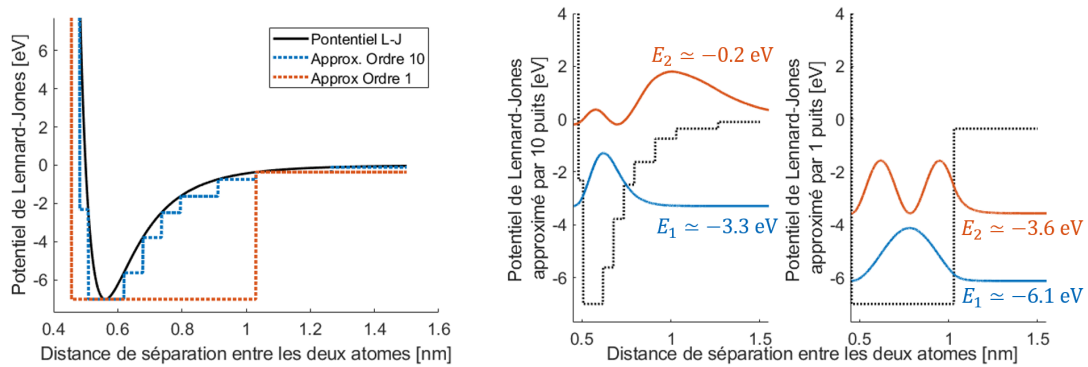 Potentiel de Lennard-Jones [eV]
6
4
2
0
-2
-4
-6
0.4
0.6
0.8
1
1.2
1.4
1.6
Distance de séparation entre les deux atomes [nm]
Pontentiel L-J
Approx. Ordre 10
Approx Ordre 1
Potentiel de Lennard-Jones
approximé par 10 puits [eV]
4
2
0
-2
-4
-6
0.5
1
1.5
E2 ≃ −0.2 eV
E1 ≃ −3.3 eV
Potentiel de Lennard-Jones
approximé par 1 puits [eV]
4
2
0
-2
-4
-6
0.5
1
1.5
E2 ≃ −3.6 eV
E1 ≃ −6.1 eV
Distance de séparation entre les deux atomes [nm]